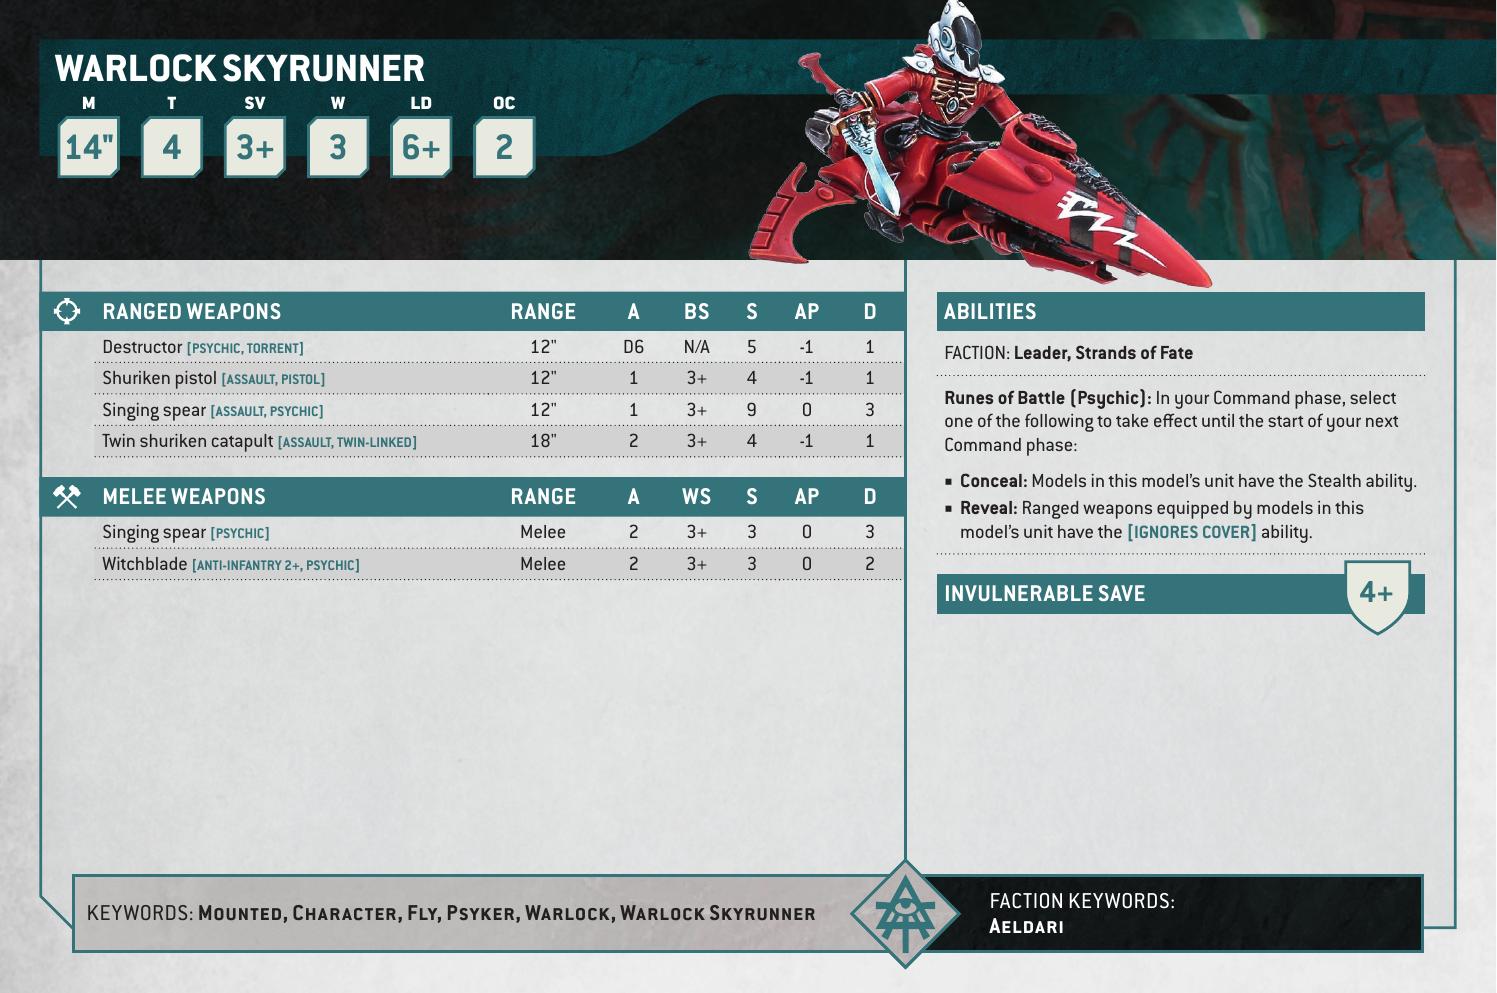 WARLOCK SKYRUNNER
M T SV W LD OC
14" 4 3+ 3 6+ 2
RANGED WEAPONS RANGE A BS S AP D
Destructor [PSYCHIC, TORRENT] 12" D6 N/A 5 -1 1
Shuriken pistol [ASSAULT, PISTOL] 12" 1 3+ 4 -1 1
Singing spear [ASSAULT, PSYCHIC] 12" 1 3+ 9 0 3
Twin shuriken catapult [ASSAULT, TWIN-LINKED] 18" 2 3+ 4 -1 1
MELEE WEAPONS RANGE A WS S AP D
Singing spear [PSYCHIC] Melee 2 3+ 3 0 3
Witchblade [ANTI-INFANTRY 2+, PSYCHIC] Melee 2 3+ 3 0 2
ABILITIES
FACTION: Leader, Strands of Fate
Runes of Battle (Psychic): In your Command phase, select
one of the following to take effect until the start of your next
Command phase:
▪ Conceal: Models in this model's unit have the Stealth ability.
▪ Reveal: Ranged weapons equipped by models in this
model's unit have the [IGNORES COVER] ability.
INVULNERABLE SAVE 4+
KEYWORDS: MOUNTED, CHARACTER, FLY, PSYKER, WARLOCK, WARLOCK SKYRUNNER
FACTION KEYWORDS:
AELDARI